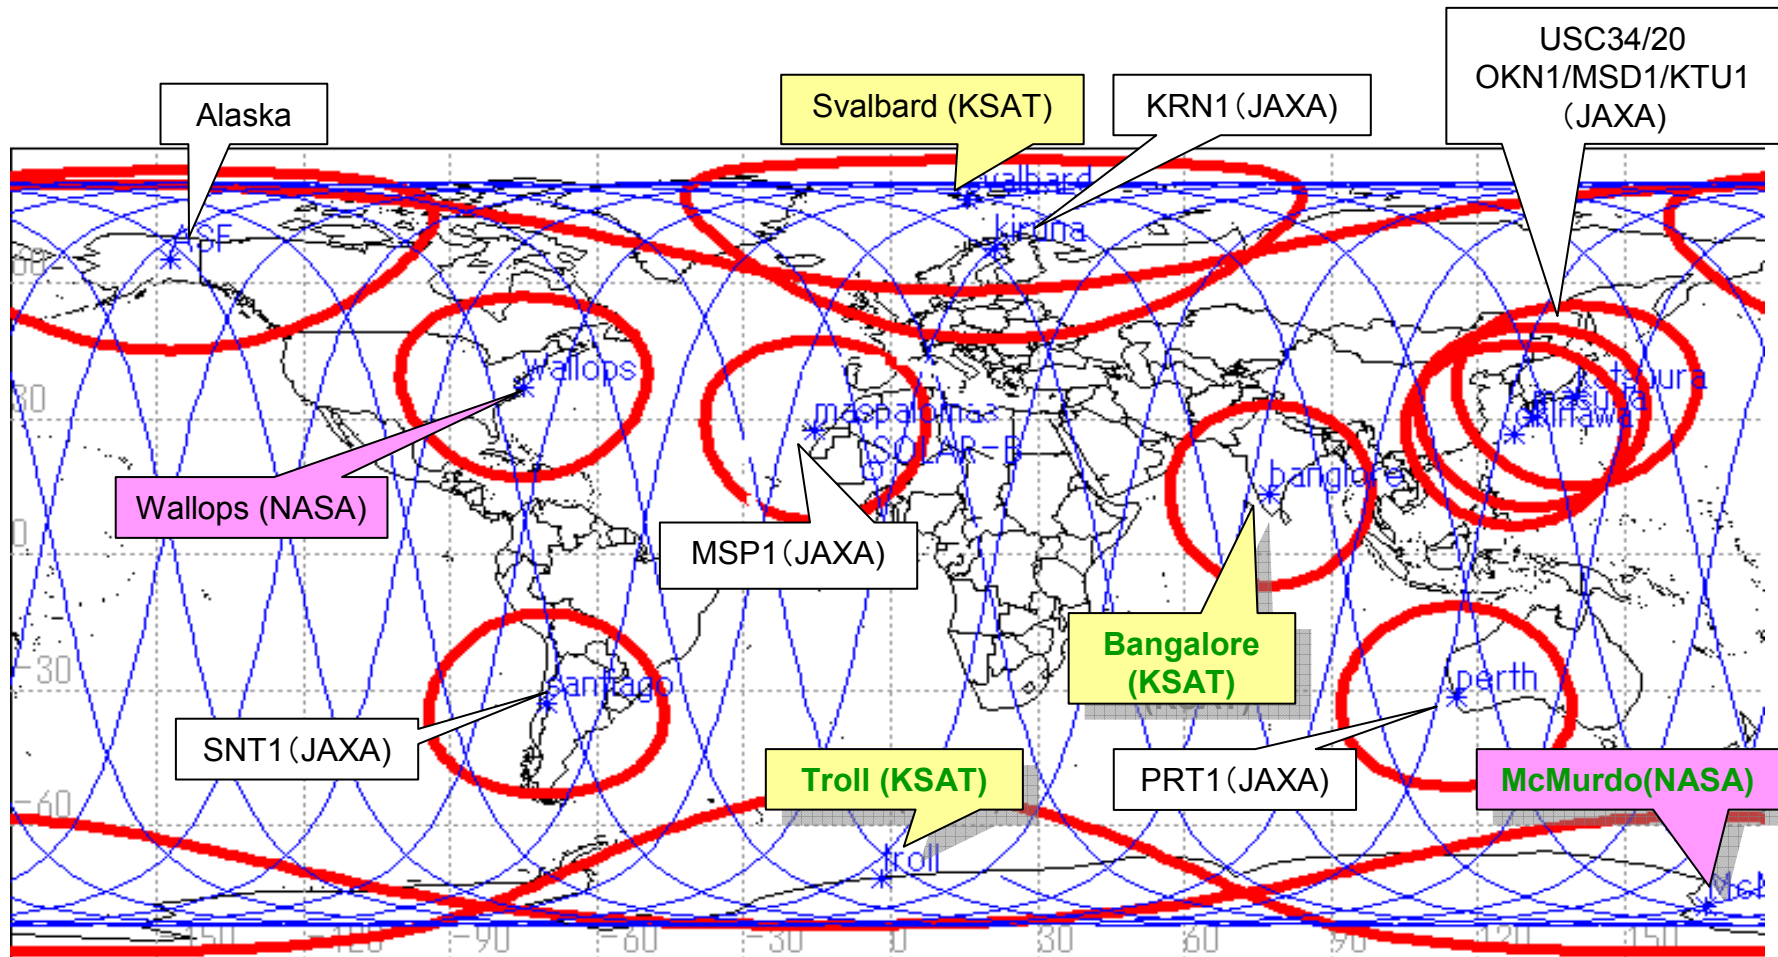 USC34/20
OKN1/MSD1/KTU1
（JAXA）
Alaska
Svalbard (KSAT)
KRN1（JAXA）
svalbard
kiruna
ASF
60
wallops
katsuura
masuda
okinawa
30
maspalomas
SOLAR-B
banglore
Wallops (NASA)
MSP1（JAXA）
0
Bangalore
(KSAT)
-30
santiago
perth
SNT1（JAXA）
Troll (KSAT)
PRT1（JAXA）
McMurdo(NASA)
-60
troll
McM
-150
-120
-90
-60
-30
0
30
60
90
120
150